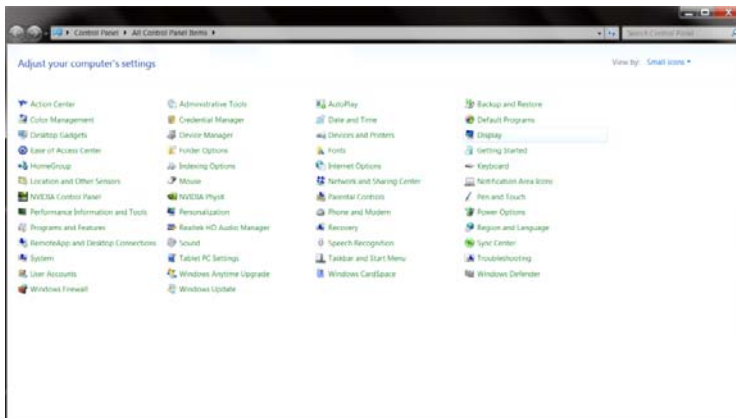 Control Panel ▸ All Control Panel Items ▸ Search Control Panel
Adjust your computer's settings View by: Small icons
Action Center Administrative Tools AutoPlay Backup and Restore
Color Management Credential Manager Date and Time Default Programs
Desktop Gadgets Device Manager Devices and Printers Display
Ease of Access Center Folder Options Fonts Getting Started
HomeGroup Indexing Options Internet Options Keyboard
Location and Other Sensors Mouse Network and Sharing Center Notification Area Icons
NVIDIA Control Panel NVIDIA PhysX Parental Controls Pen and Touch
Performance Information and Tools Personalization Phone and Modem Power Options
Programs and Features Realtek HD Audio Manager Recovery Region and Language
RemoteApp and Desktop Connections Sound Speech Recognition Sync Center
System Tablet PC Settings Taskbar and Start Menu Troubleshooting
User Accounts Windows Anytime Upgrade Windows CardSpace Windows Defender
Windows Firewall Windows Update